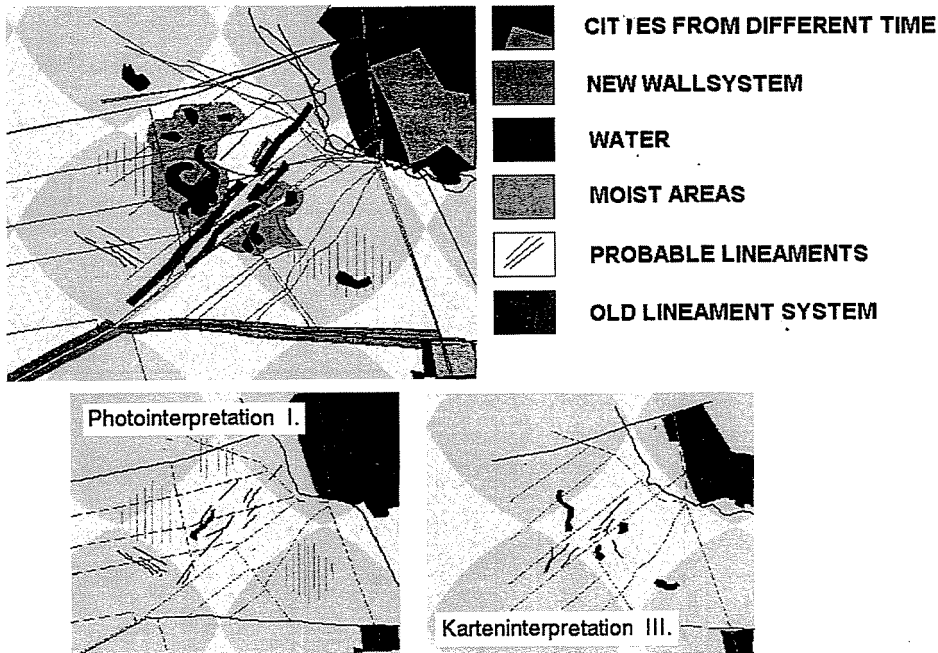 CITIES FROM DIFFERENT TIME
NEW WALLSYSTEM
WATER
MOIST AREAS
PROBABLE LINEAMENTS
OLD LINEAMENT SYSTEM
Photointerpretation I.
Karteninterpretation III.